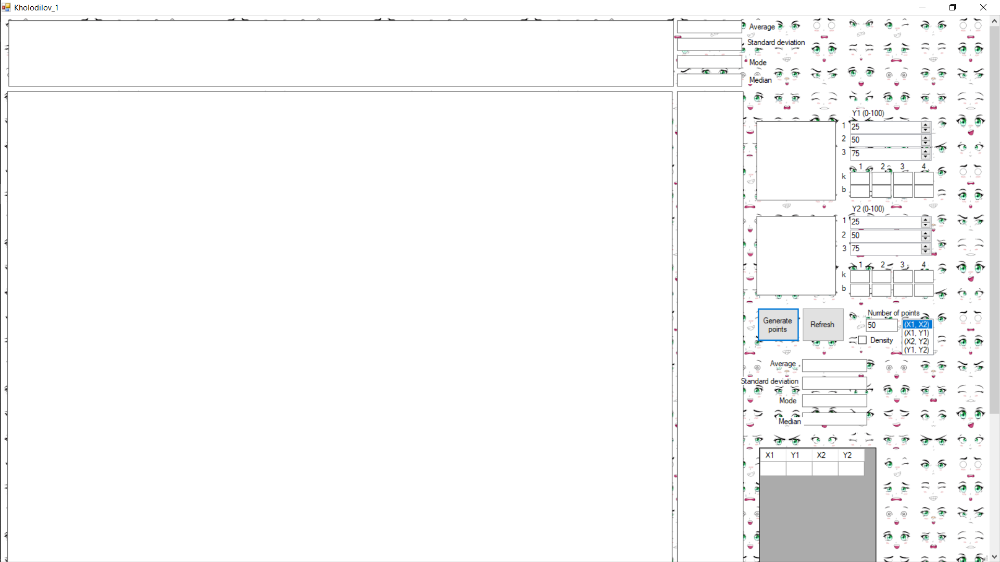 Kholodilov_1
Average
Standard deviation
Mode
Median
Y1 (0-100)
1 25
2 50
3 75
1 2 3 4
k
b
Y2 (0-100)
1 25
2 50
3 75
1 2 3 4
k
b
Generate points Refresh
Number of points
50
Density
(X1, X2)
(X1, Y1)
(X2, Y2)
(Y1, Y2)
Average
Standard deviation
Mode
Median
X1 Y1 X2 Y2